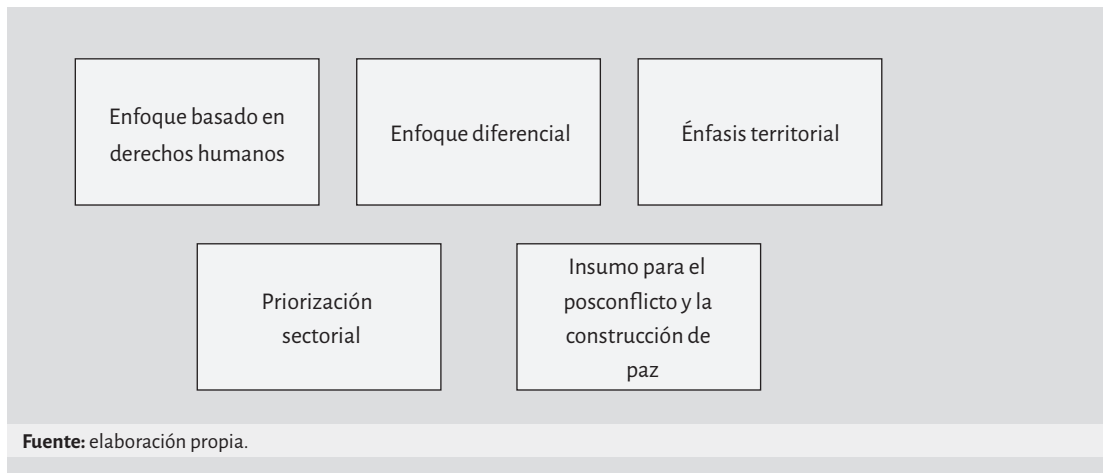 Enfoque basado en
derechos humanos
Enfoque diferencial
Énfasis territorial
Priorización
sectorial
Insumo para el
posconflicto y la
construcción de
paz
Fuente: elaboración propia.